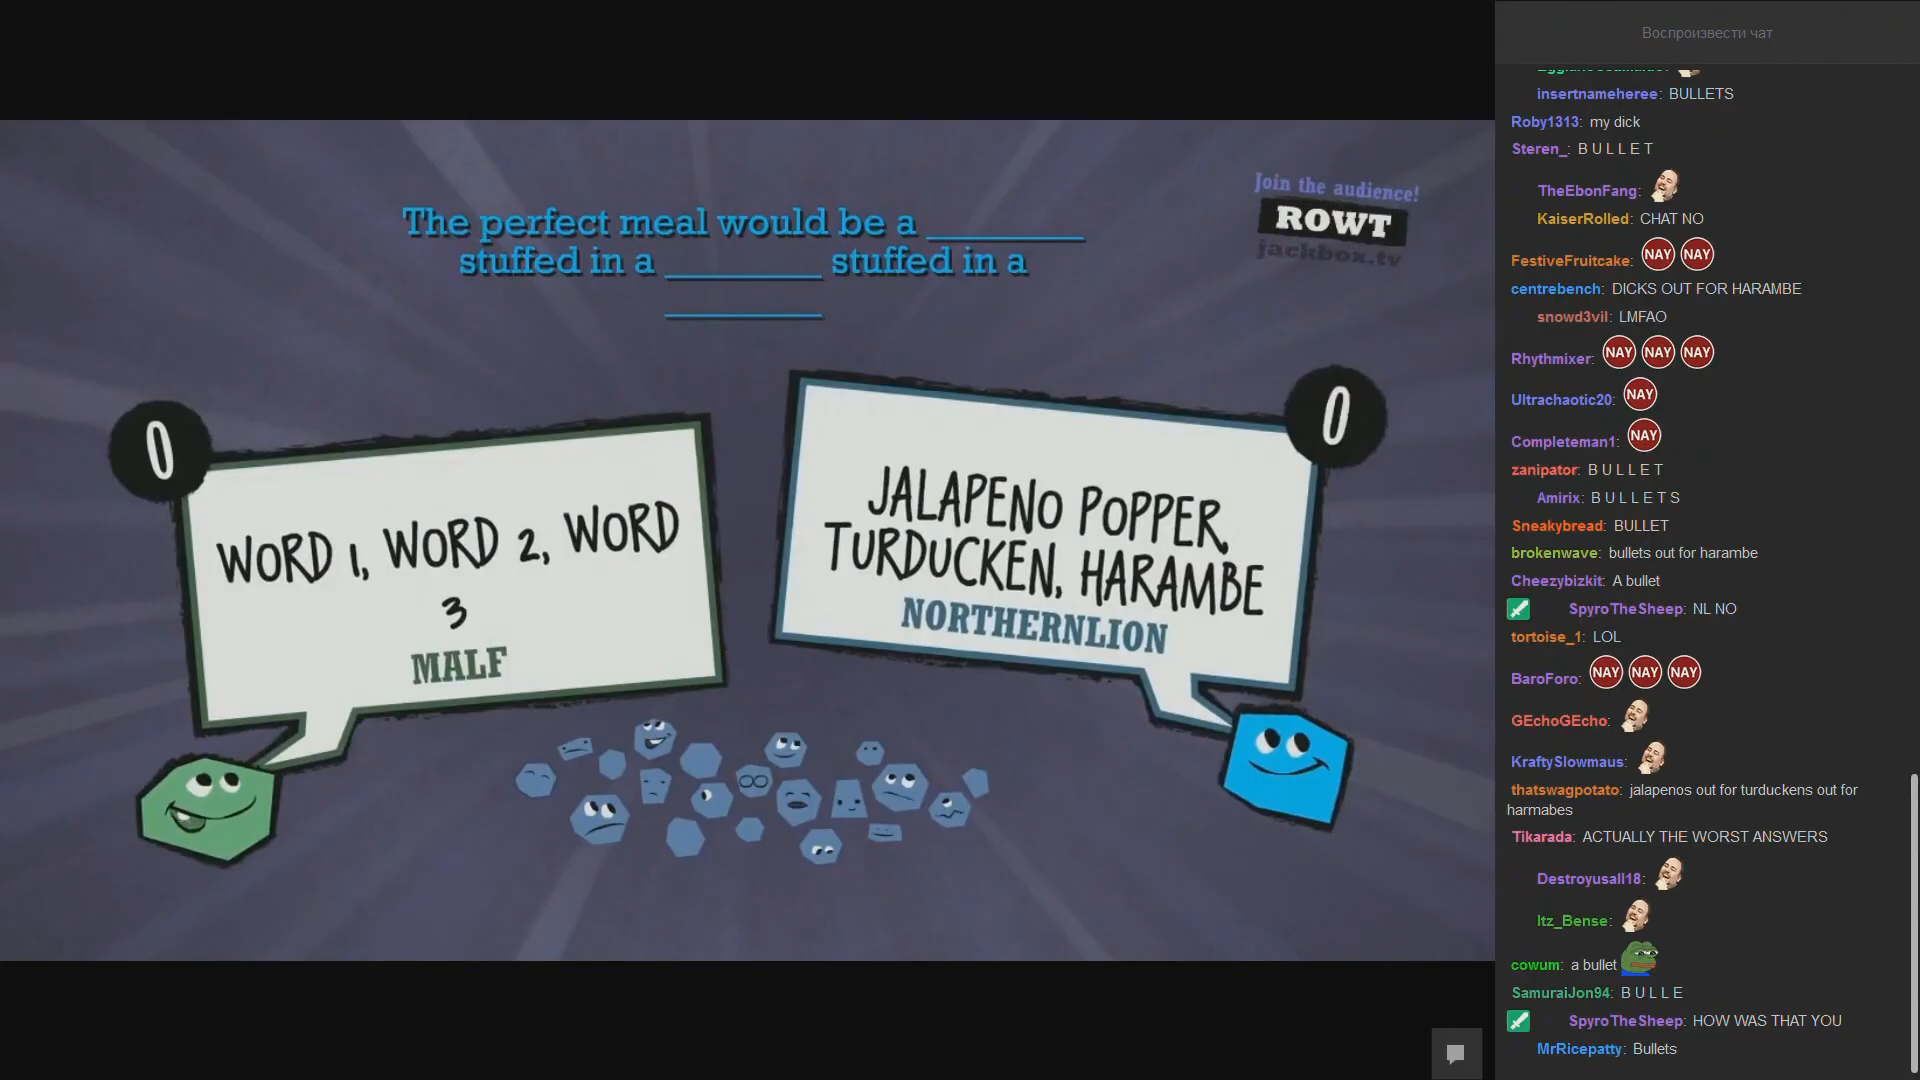 The perfect meal would be a ________
stuffed in a ________ stuffed in a
________
Join the audience!
ROWT
jackbox.tv
0
WORD 1, WORD 2, WORD
3
MALF
0
JALAPENO POPPER,
TURDUCKEN, HARAMBE
NORTHERNLION
Воспроизвести чат
insertnameheree: BULLETS
Roby1313: my dick
Steren_: B U L L E T
TheEbonFang:
KaiserRolled: CHAT NO
FestiveFruitcake: NAY NAY
centrebench: DICKS OUT FOR HARAMBE
snowd3vil: LMFAO
Rhythmixer: NAY NAY NAY
Ultrachaotic20: NAY
Completeman1: NAY
zanipator: B U L L E T
Amirix: B U L L E T S
Sneakybread: BULLET
brokenwave: bullets out for harambe
Cheezybizkit: A bullet
SpyroTheSheep: NL NO
tortoise_1: LOL
BaroForo: NAY NAY NAY
GEchoGEcho:
KraftySlowmaus:
thatswagpotato: jalapenos out for turduckens out for
harmabes
Tikarada: ACTUALLY THE WORST ANSWERS
Destroyusall18:
Itz_Bense:
cowum: a bullet
SamuraiJon94: B U L L E
SpyroTheSheep: HOW WAS THAT YOU
MrRicepatty: Bullets